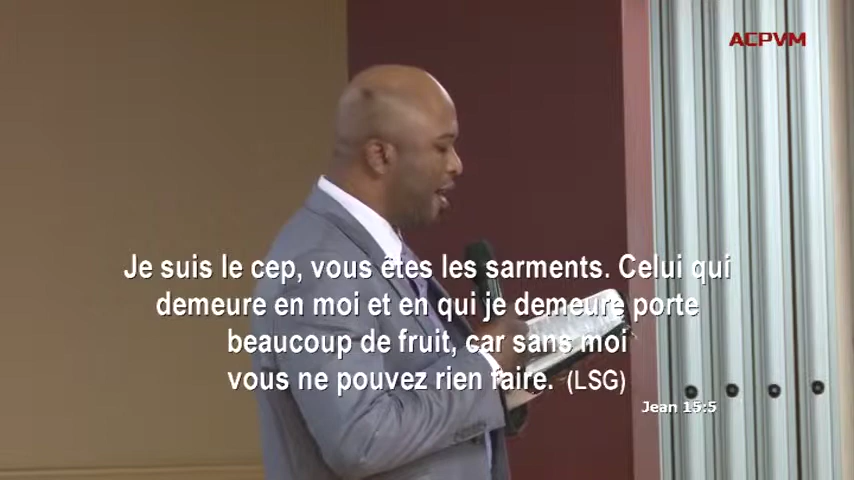 ACPVM
Je suis le cep, vous êtes les sarments. Celui qui
demeure en moi et en qui je demeure porte
beaucoup de fruit, car sans moi
vous ne pouvez rien faire. (LSG)
Jean 15:5